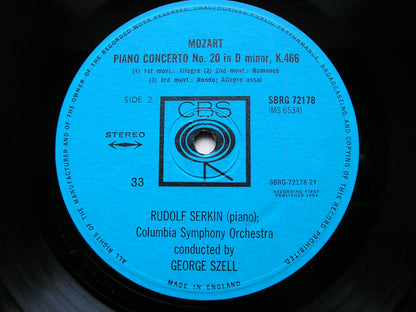 MOZART
PIANO CONCERTO No. 20 in D minor, K.466
(1) 1st movt.: Allegro (2) 2nd movt.: Romance
(3) 3rd movt.: Rondo; Allegro assai
SIDE 2
SBRG 72178
(MS 6534)
CBS
STEREO
33
SBRG-72178-2Y
RECORDING FIRST
PUBLISHED 1964
RUDOLF SERKIN (piano);
Columbia Symphony Orchestra
conducted by
GEORGE SZELL
MADE IN ENGLAND
ALL RIGHTS OF THE MANUFACTURER AND OF THE OWNER OF THE RECORDED WORK RESERVED. UNAUTHORISED PUBLIC PERFORMANCE, BROADCASTING AND COPYING OF THIS RECORD PROHIBITED.